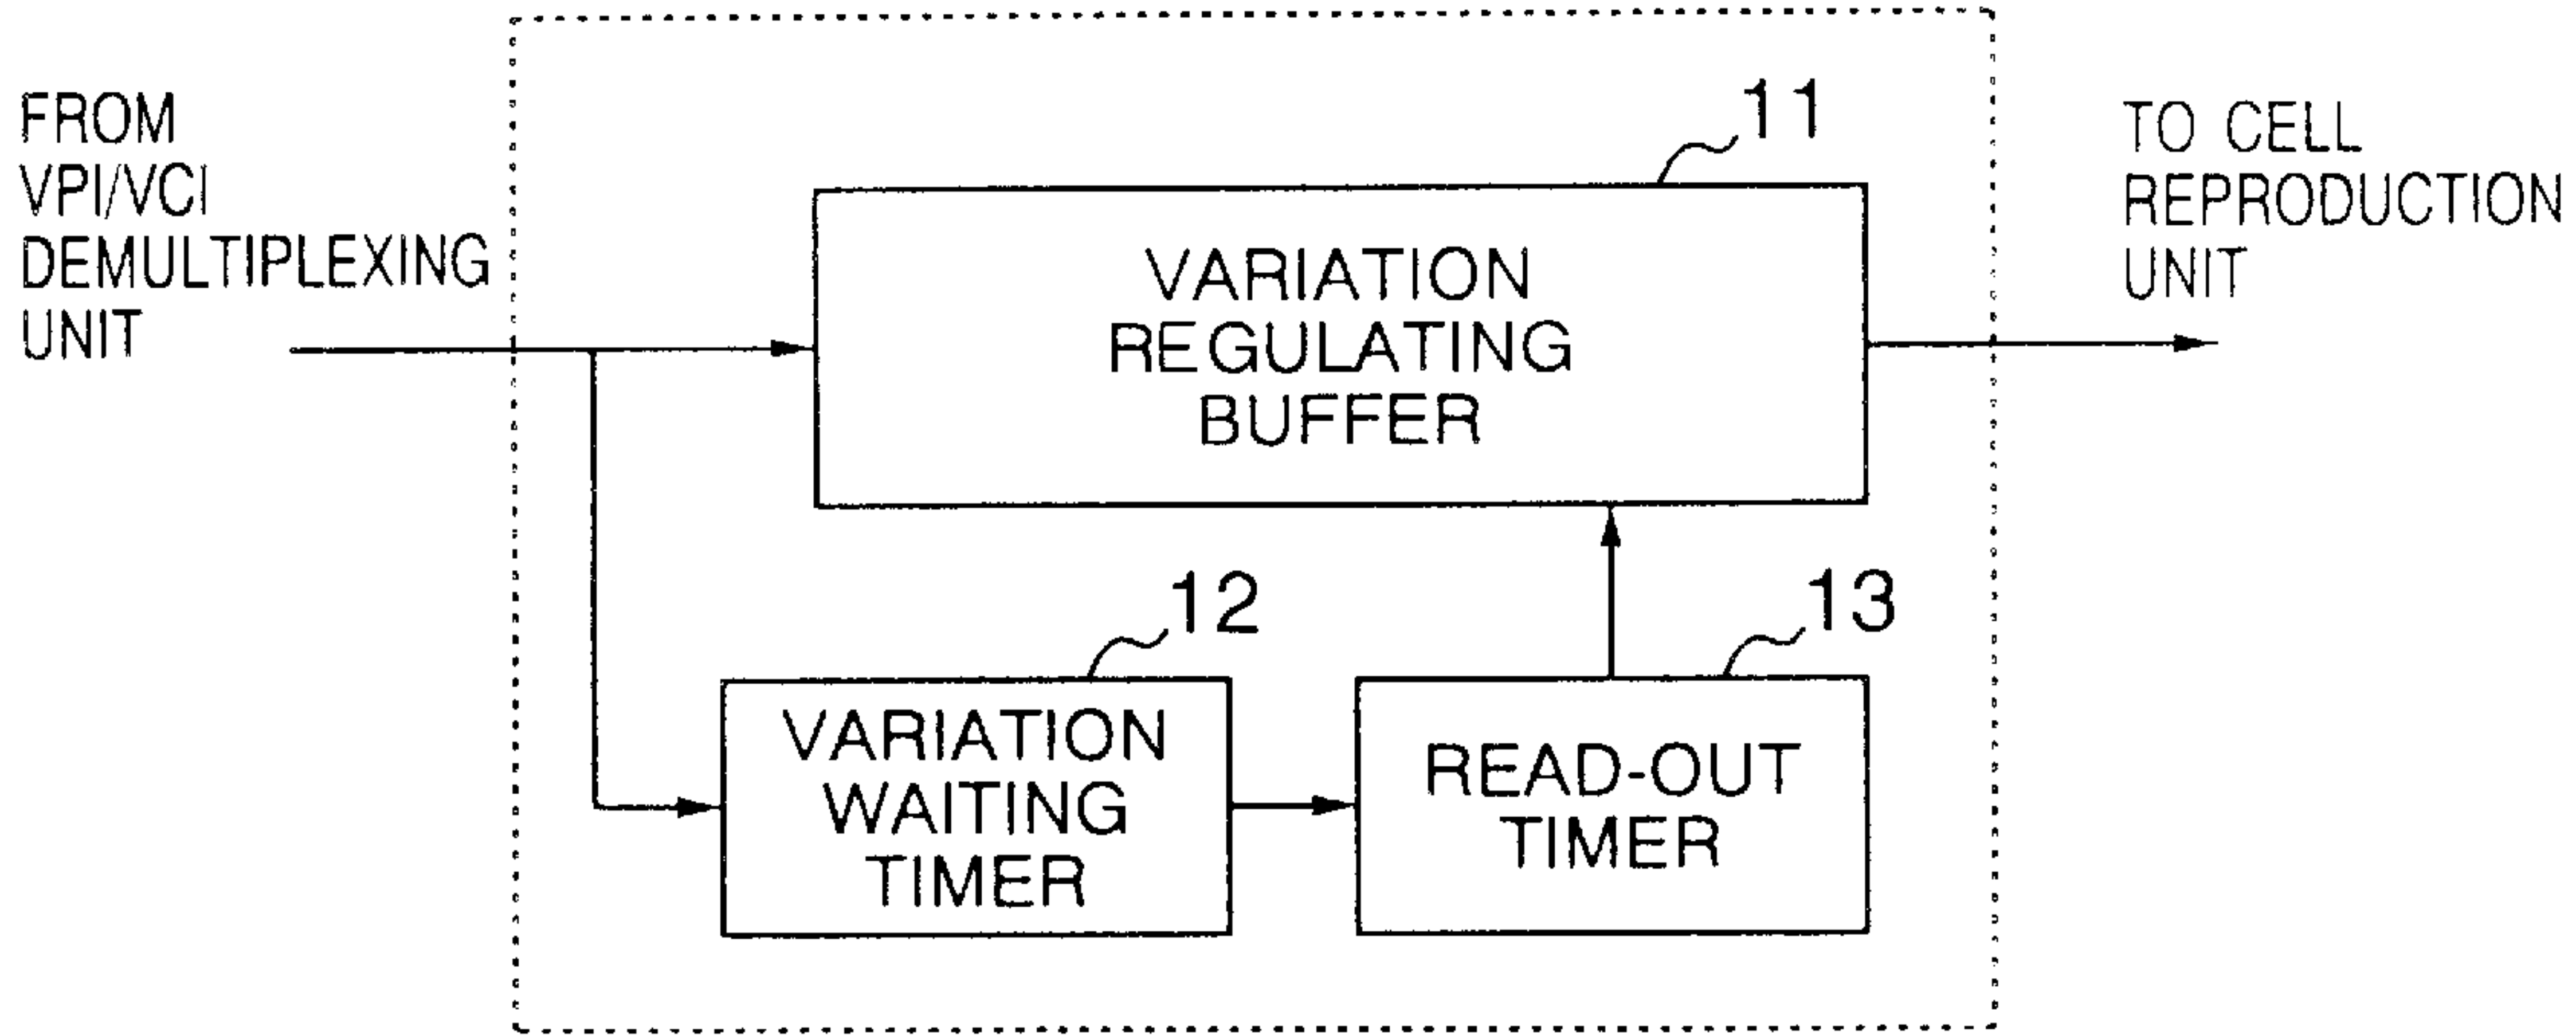 FROM
VPI/VCI
DEMULTIPLEXING
UNIT
11
VARIATION
REGULATING
BUFFER
TO CELL
REPRODUCTION
UNIT
12
VARIATION
WAITING
TIMER
13
READ-OUT
TIMER